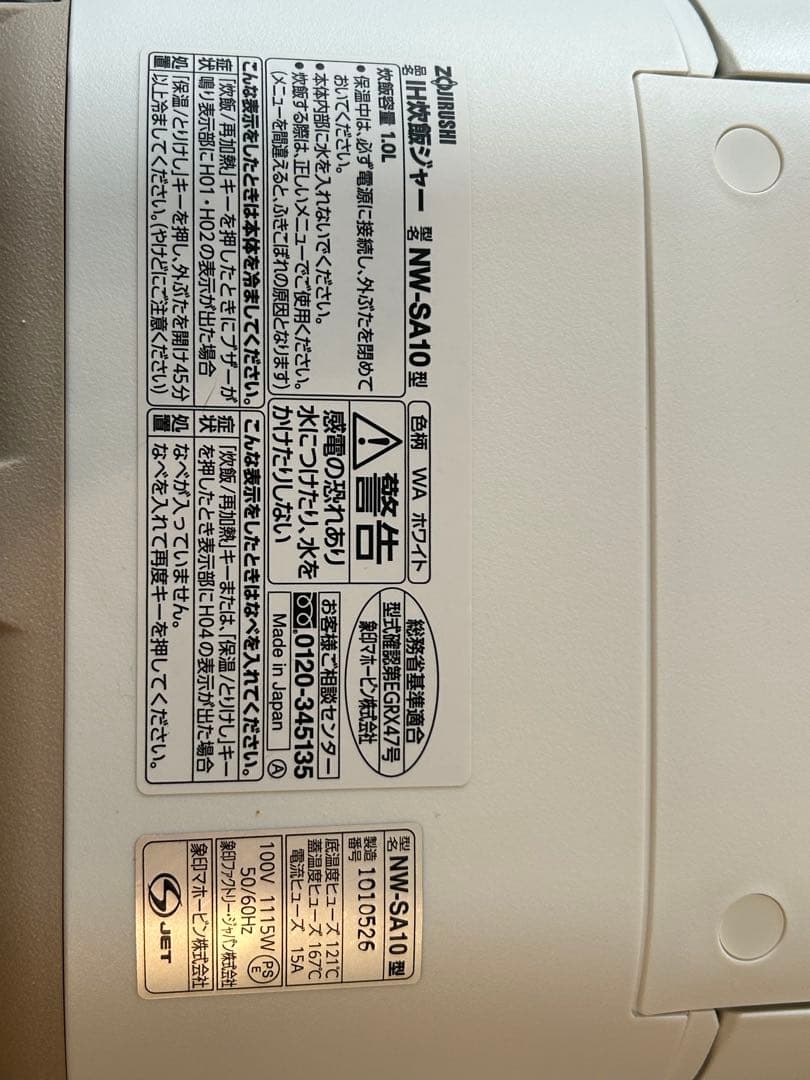 ZOJIRUSHI
品名 IH炊飯ジャー 型名 NW-SA10 型
炊飯容量 1.0L
・保温中は、必ず電源に接続し、外ぶたを閉めて
おいてください。
・本体内部に水を入れないでください。
・炊飯する際は、正しいメニューでご使用ください。
(メニューを間違えると、ふきこぼれの原因となります)
こんな表示をしたときは本体を冷ましてください。
症状 「炊飯/再加熱」キーを押したときにブザーが
鳴り表示部にH01・H02の表示が出た場合
処置 「保温/とりけし」キーを押し、外ぶたを開け45分
以上冷ましてください。(やけどにご注意ください)
色柄 WA ホワイト
警告
感電の恐れあり
水につけたり、水を
かけたりしない
総務省基準適合
型式確認第EGRX47号
象印マホービン株式会社
お客様ご相談センター
0120-345135
Made in Japan
A
こんな表示をしたときはなべを入れてください。
症状 「炊飯/再加熱」キーまたは、「保温/とりけし」キー
を押したとき表示部にH04の表示が出た場合
処置 なべが入っていません。
なべを入れて再度キーを押してください。
型名 NW-SA10 型
製造番号 1010526
底温度ヒューズ 121℃
蓋温度ヒューズ 167℃
電流ヒューズ 15A
100V 1115W
50/60Hz
PS
E
象印ファクトリー・ジャパン株式会社
象印マホービン株式会社
JET